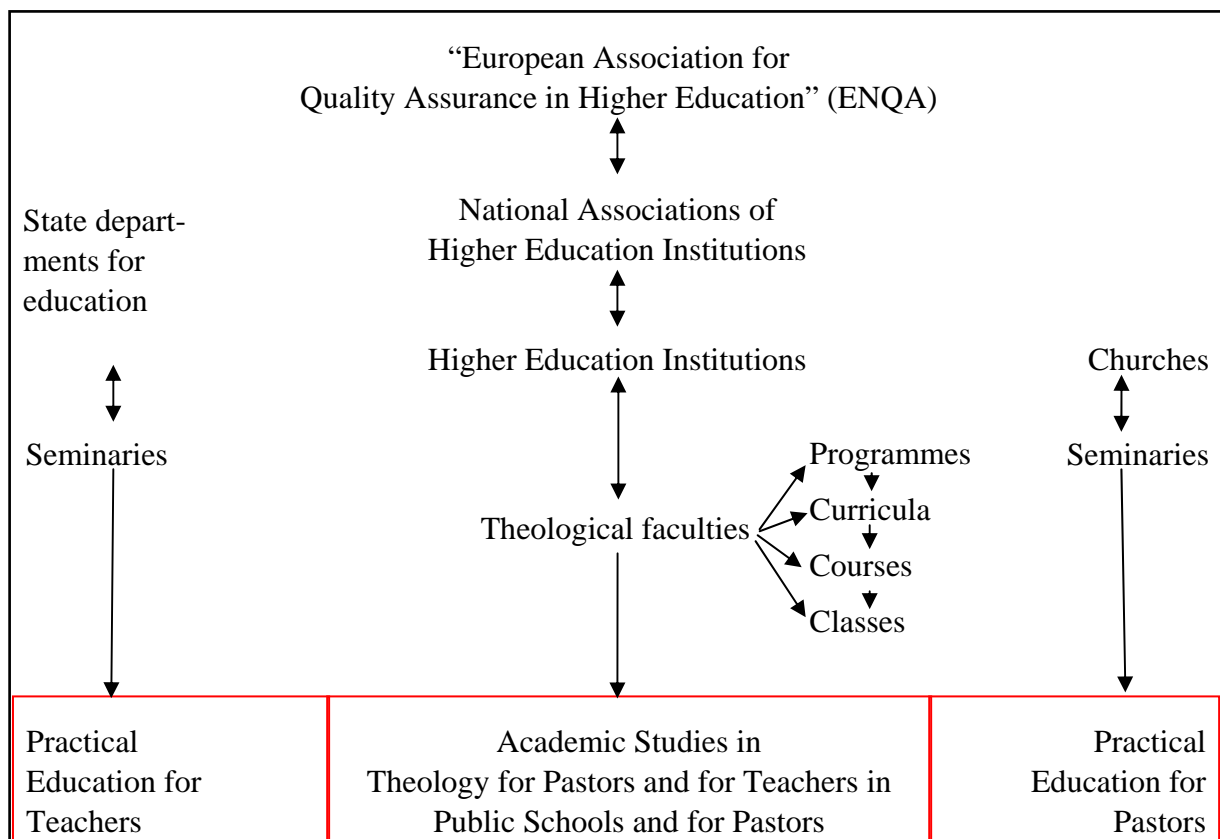 “European Association for
Quality Assurance in Higher Education” (ENQA)
State depart-
ments for
education
National Associations of
Higher Education Institutions
Higher Education Institutions
Churches
Seminaries
Programmes
Seminaries
Curricula
Theological faculties
Courses
Classes
Practical
Education for
Teachers
Academic Studies in
Theology for Pastors and for Teachers in
Public Schools and for Pastors
Practical
Education for
Pastors